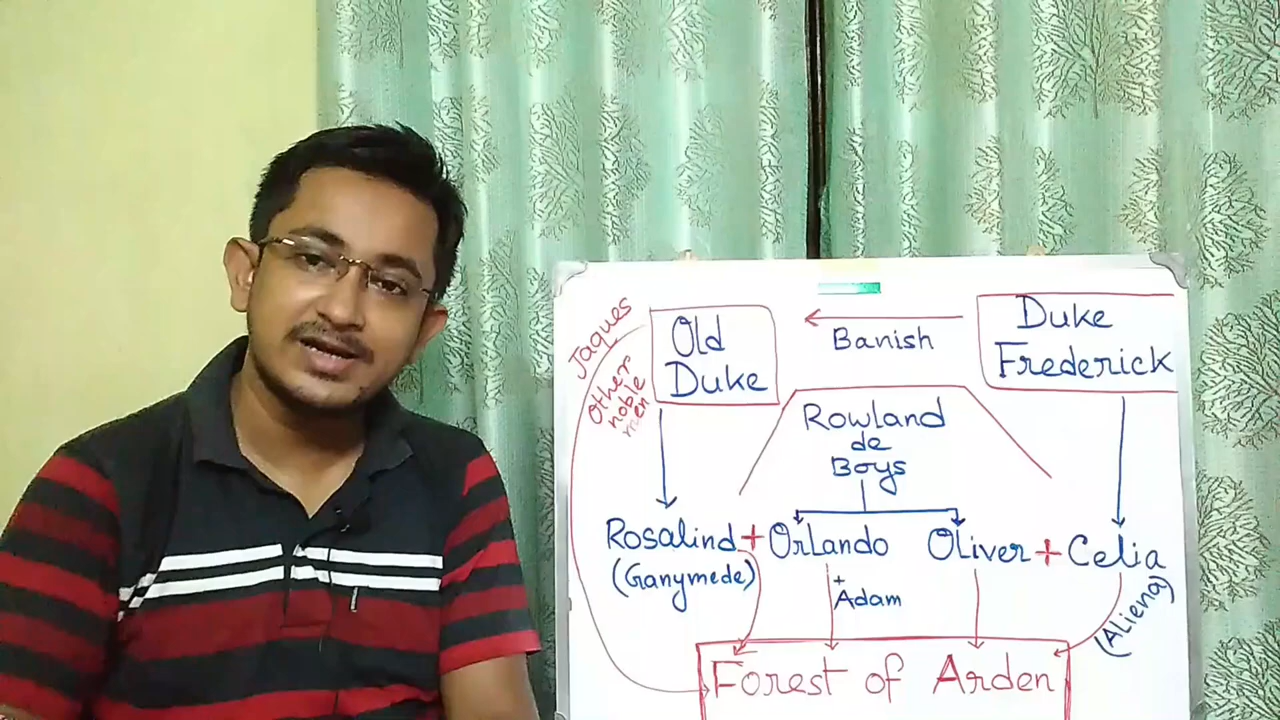 Jaques
Other
noble
men
Old
Duke
Banish
Duke
Frederick
Rowland
de
Boys
Rosalind + Orlando
(Ganymede)
+
Adam
Oliver + Celia
(Aliena)
Forest of Arden